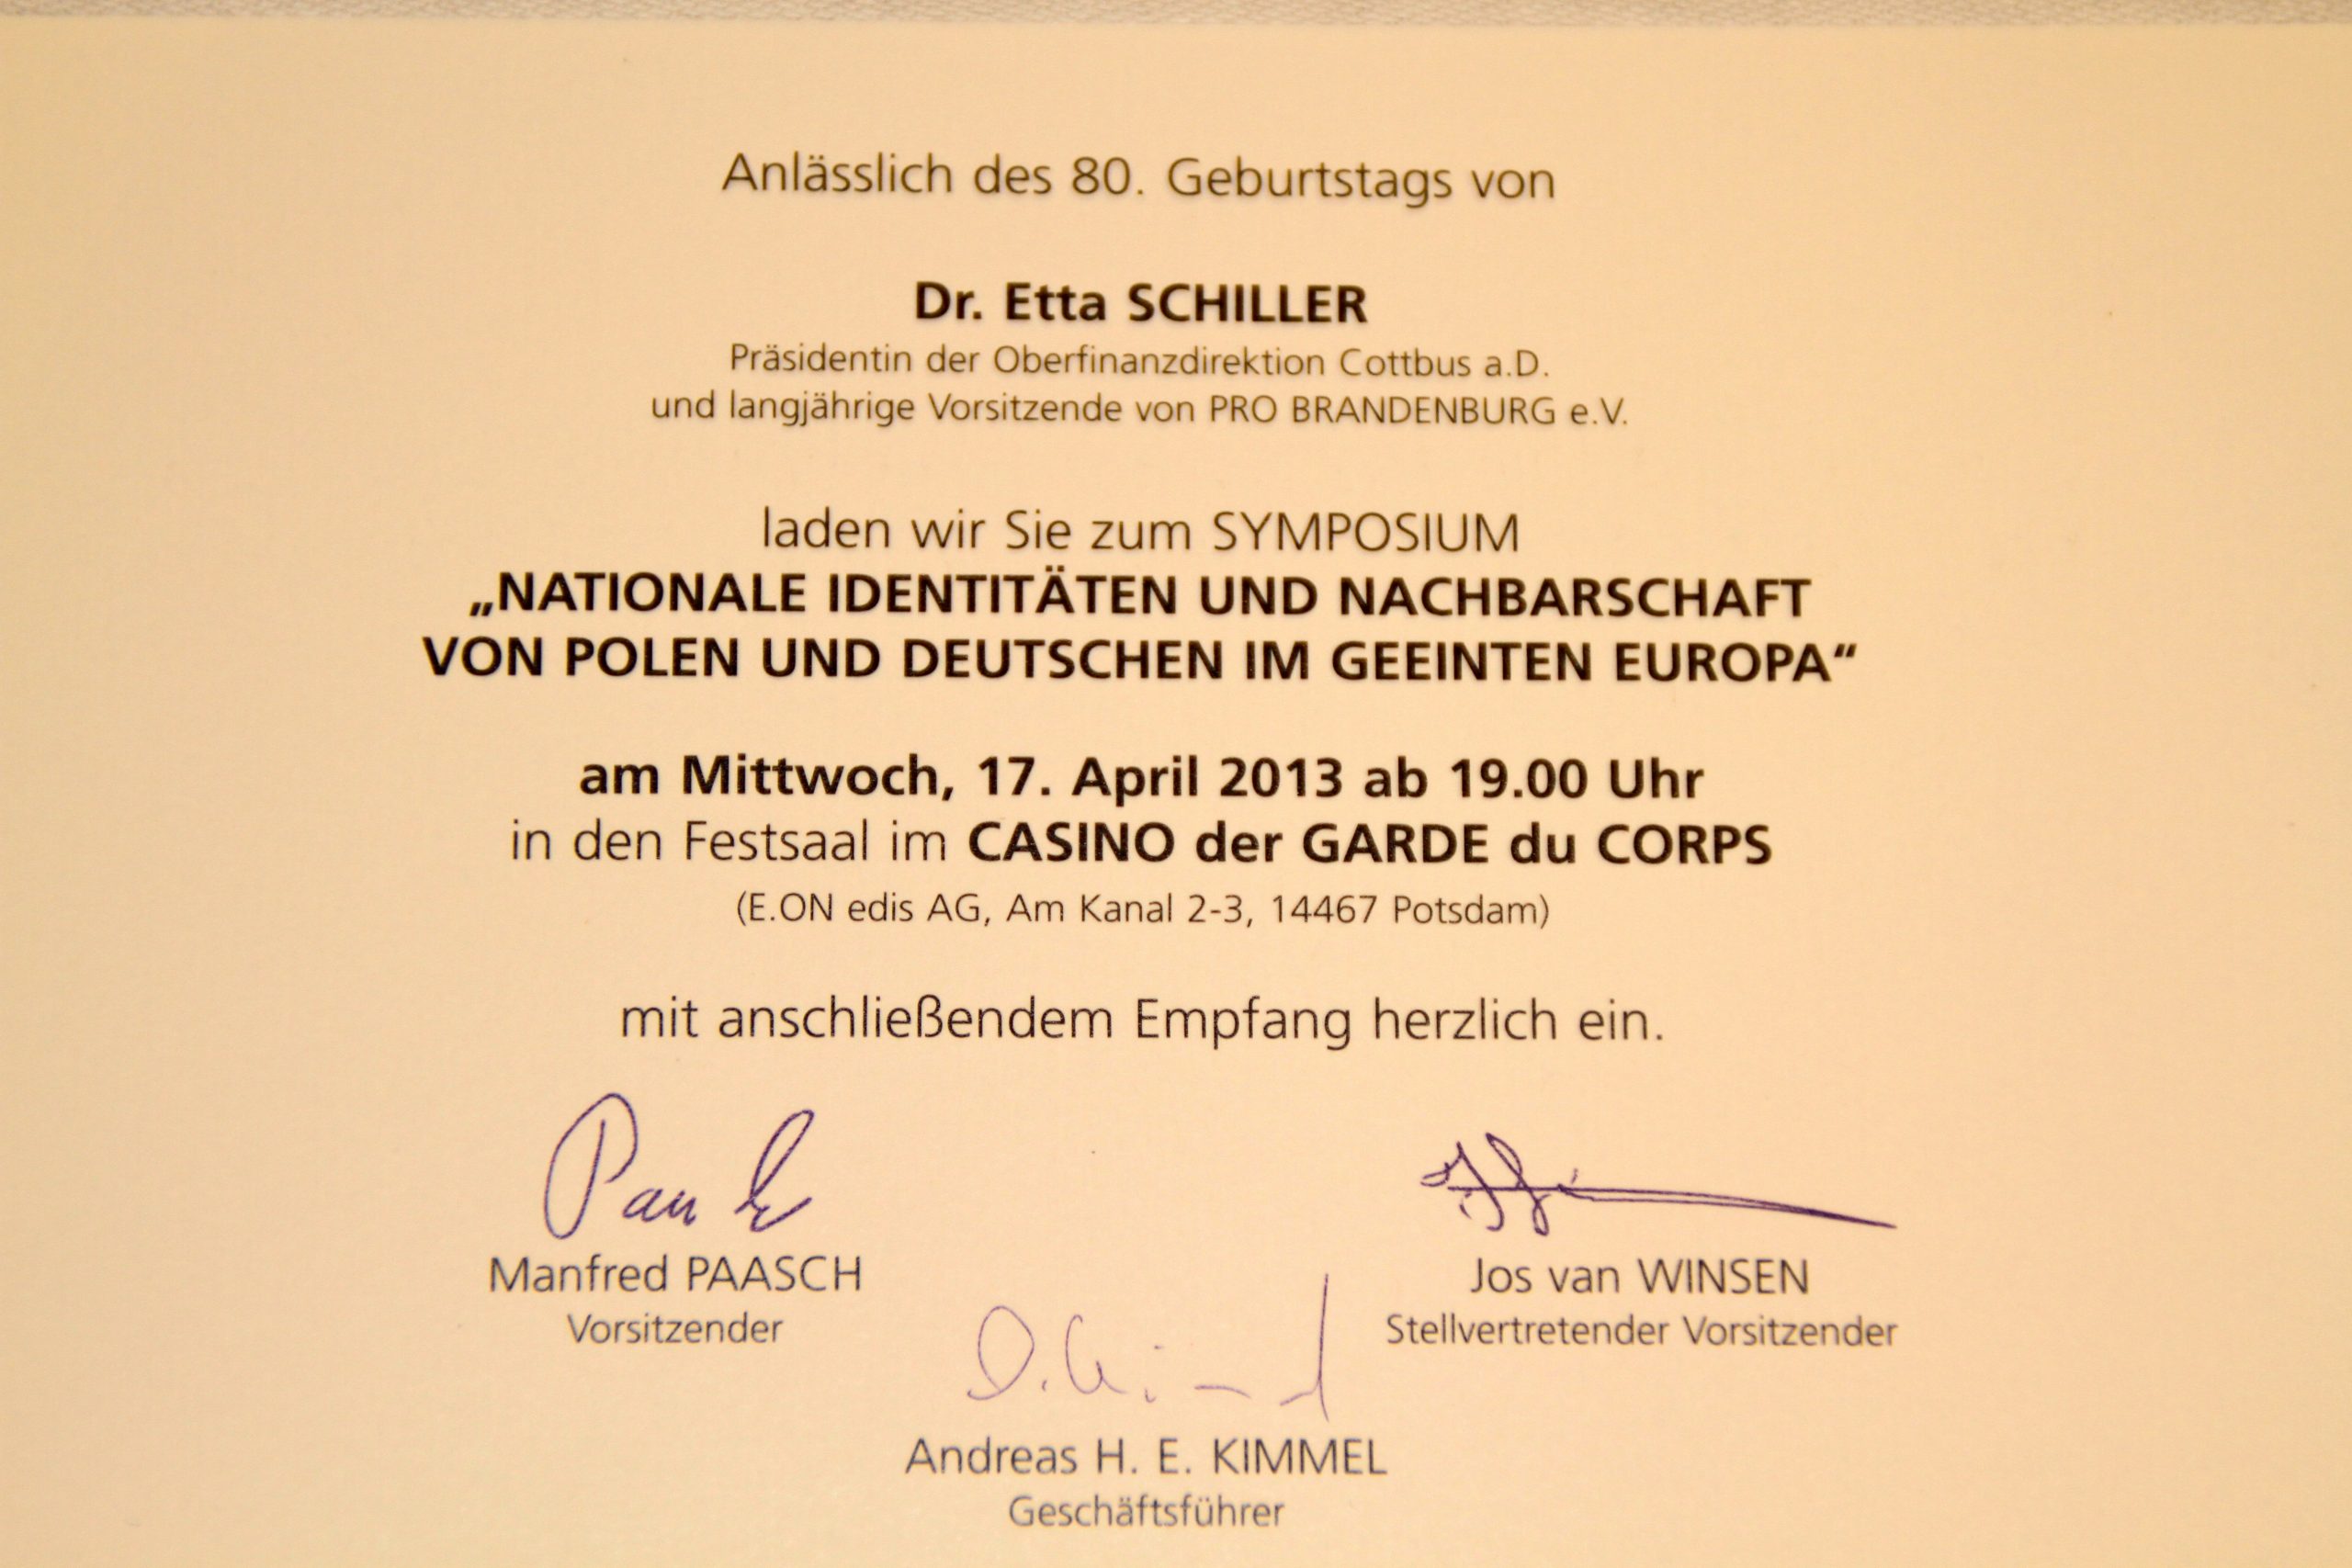 Anlässlich des 80. Geburtstags von
Dr. Etta SCHILLER
Präsidentin der Oberfinanzdirektion Cottbus a.D.
und langjährige Vorsitzende von PRO BRANDENBURG e.V.
laden wir Sie zum SYMPOSIUM
„NATIONALE IDENTITÄTEN UND NACHBARSCHAFT
VON POLEN UND DEUTSCHEN IM GEEINTEN EUROPA“
am Mittwoch, 17. April 2013 ab 19.00 Uhr
in den Festsaal im CASINO der GARDE du CORPS
(E.ON edis AG, Am Kanal 2-3, 14467 Potsdam)
mit anschließendem Empfang herzlich ein.
Manfred PAASCH
Vorsitzender
Jos van WINSEN
Stellvertretender Vorsitzender
Andreas H. E. KIMMEL
Geschäftsführer